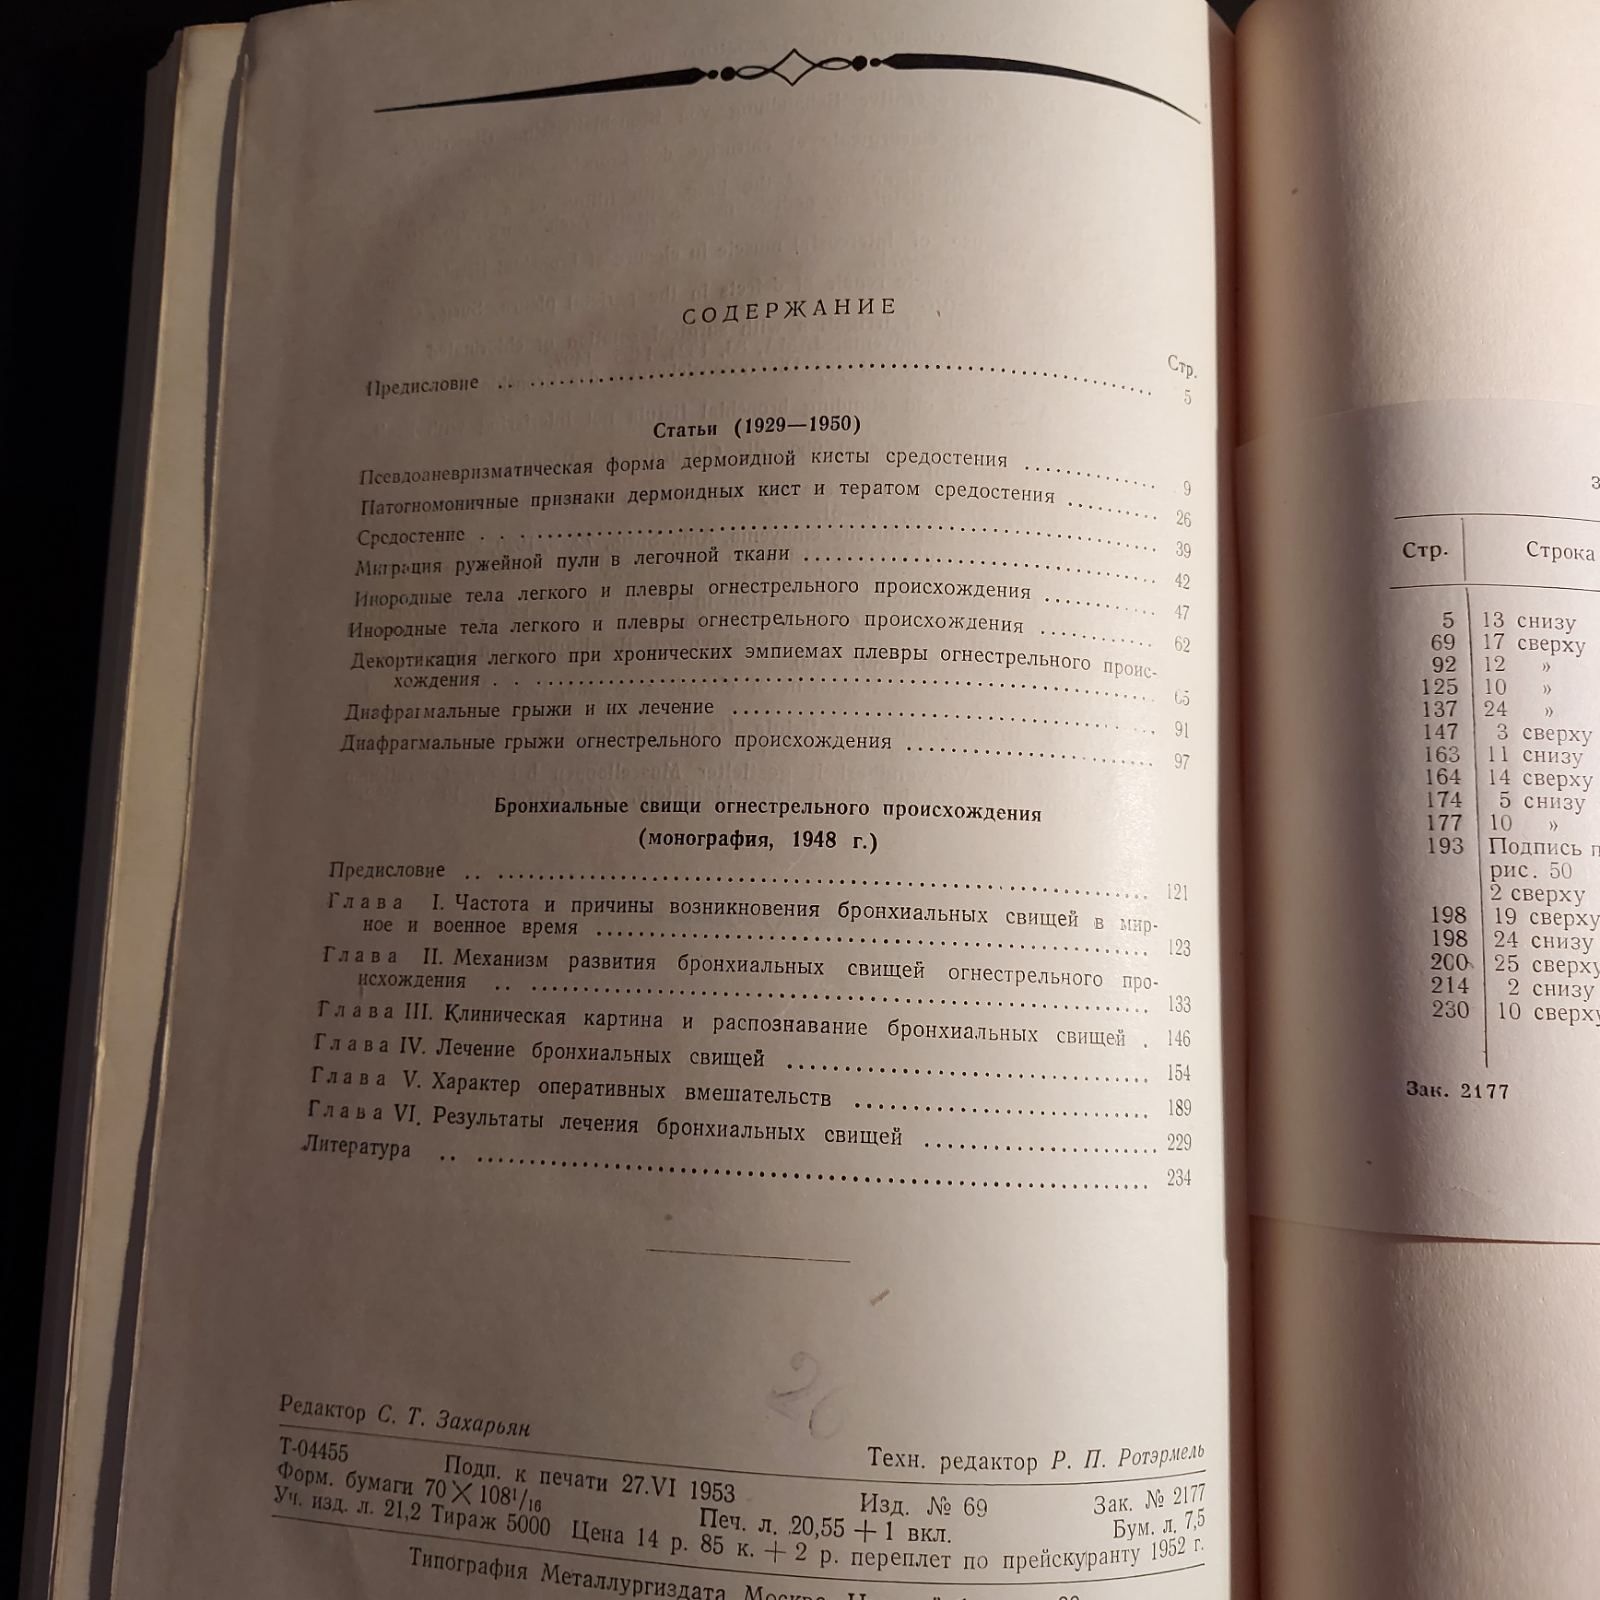 СОДЕРЖАНИЕ
Стр.
Предисловие 5
Статьи (1929—1950)
Псевдоаневризматическая форма дермоидной кисты средостения 9
Патогномоничные признаки дермоидных кист и тератом средостения 26
Средостение 39
Миграция ружейной пули в легочной ткани 42
Инородные тела легкого и плевры огнестрельного происхождения 47
Инородные тела легкого и плевры огнестрельного происхождения 62
Декортикация легкого при хронических эмпиемах плевры огнестрельного проис-
хождения 65
Диафрагмальные грыжи и их лечение 91
Диафрагмальные грыжи огнестрельного происхождения 97
Бронхиальные свищи огнестрельного происхождения
(монография, 1948 г.)
Предисловие 121
Глава I. Частота и причины возникновения бронхиальных свищей в мир-
ное и военное время 123
Глава II. Механизм развития бронхиальных свищей огнестрельного про-
исхождения 133
Глава III. Клиническая картина и распознавание бронхиальных свищей . 146
Глава IV. Лечение бронхиальных свищей 154
Глава V. Характер оперативных вмешательств 189
Глава VI. Результаты лечения бронхиальных свищей 229
Литература 234
Редактор С. Т. Захарьян
Техн. редактор Р. П. Ротэрмель
Т-04455 Подп. к печати 27.VI 1953 Изд. № 69 Зак. № 2177
Форм. бумаги 70 × 108 1/16 Печ. л. 20,55 + 1 вкл. Бум. л. 7,5
Уч. изд. л. 21,2 Тираж 5000 Цена 14 р. 85 к. + 2 р. переплет по прейскуранту 1952 г.
Типография Металлургиздата
Стр. Строка
5 13 снизу
69 17 сверху
92 12 »
125 10 »
137 24 »
147 3 сверху
163 11 снизу
164 14 сверху
174 5 снизу
177 10 »
193 Подпись п
рис. 50
2 сверху
198 19 сверху
198 24 снизу
200 25 сверху
214 2 снизу
230 10 сверху
Зак. 2177